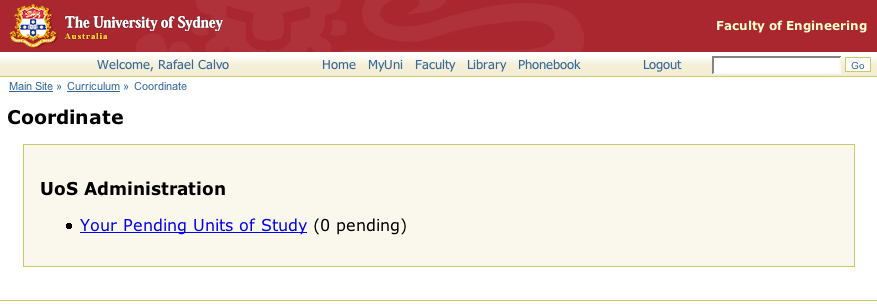 The University of Sydney
Australia
Faculty of Engineering
Welcome, Rafael Calvo Home MyUni Faculty Library Phonebook Logout Go
Main Site » Curriculum » Coordinate
Coordinate
UoS Administration
• Your Pending Units of Study (0 pending)